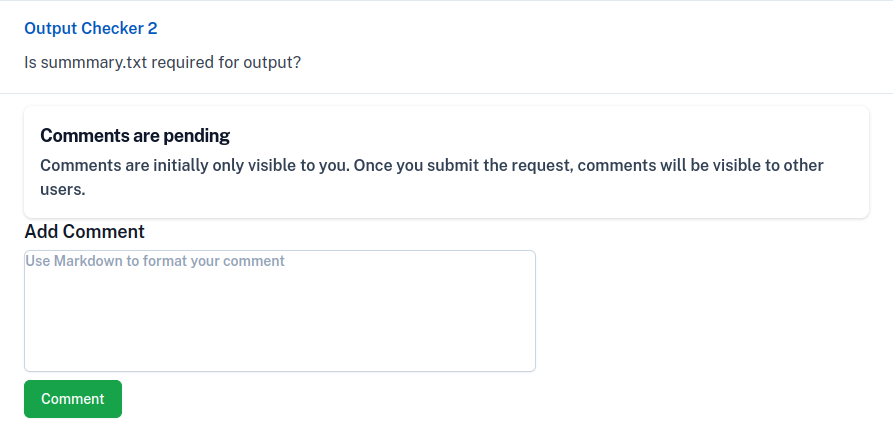 Output Checker 2
Is summmary.txt required for output?
Comments are pending
Comments are initially only visible to you. Once you submit the request, comments will be visible to other
users.
Add Comment
Use Markdown to format your comment
Comment